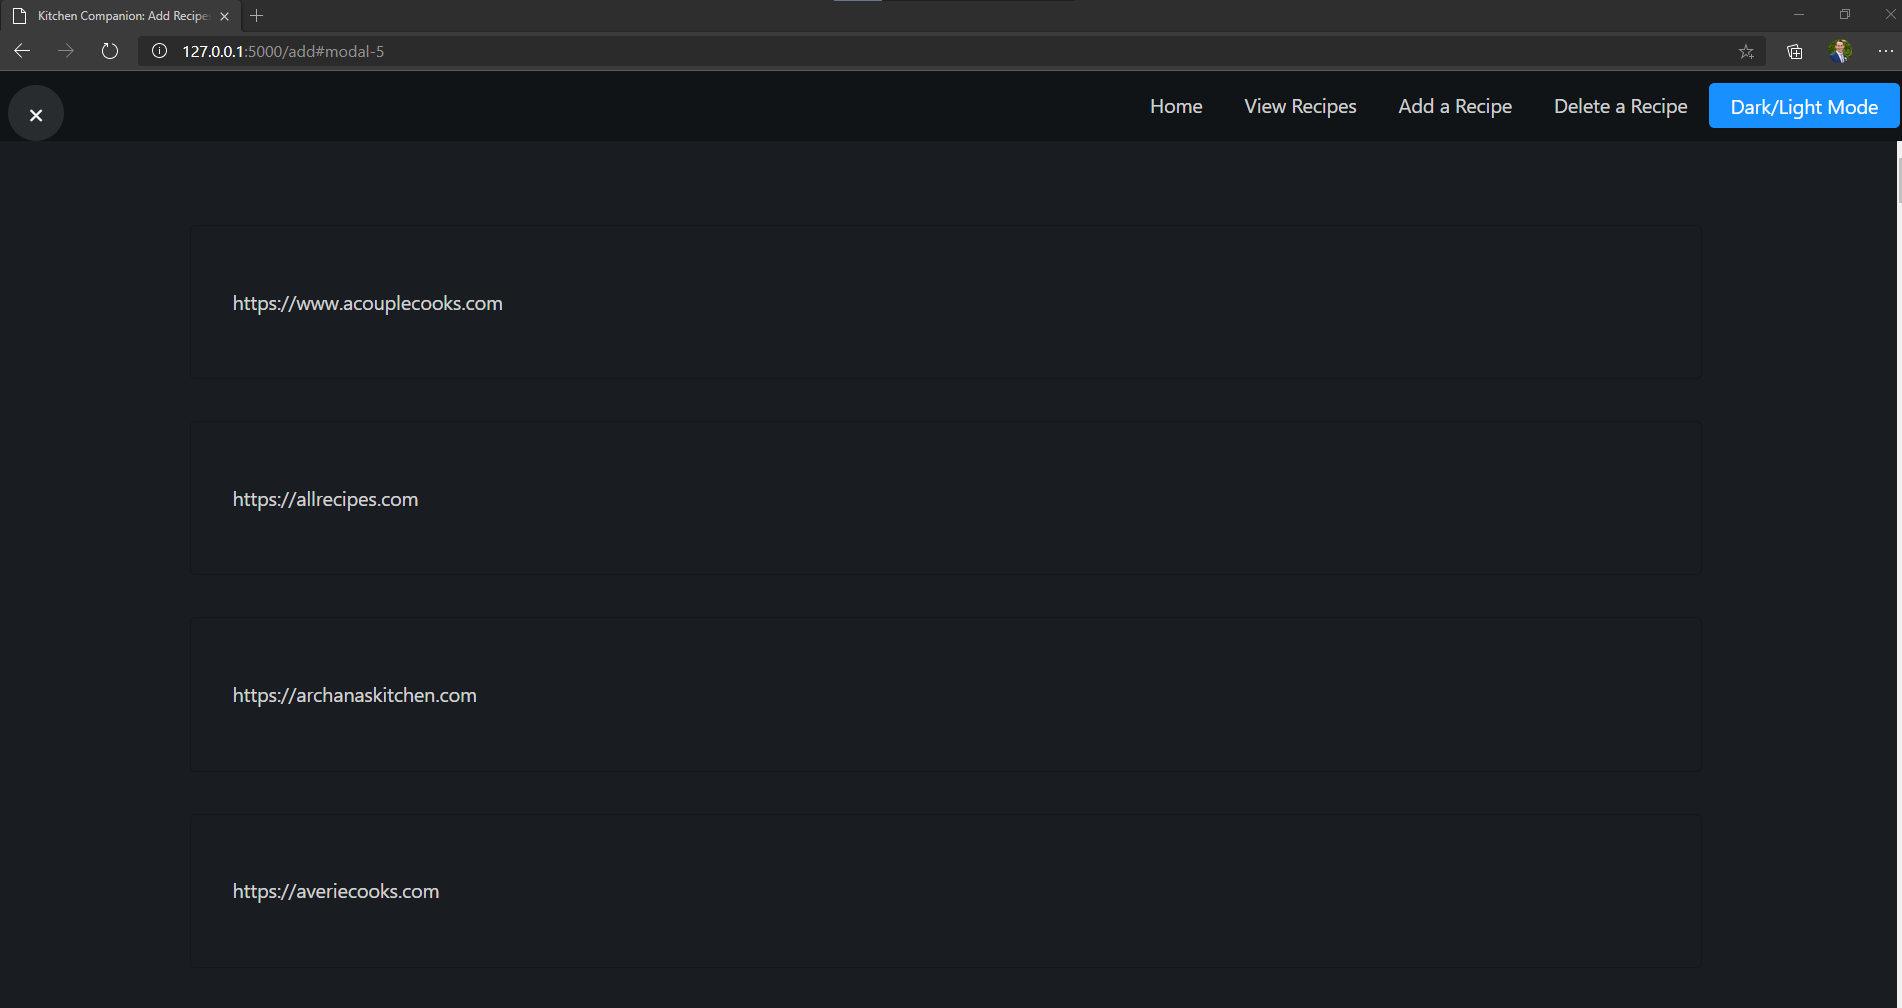 Kitchen Companion: Add Recipe
127.0.0.1:5000/add#modal-5
Home View Recipes Add a Recipe Delete a Recipe Dark/Light Mode
https://www.acouplecooks.com
https://allrecipes.com
https://archanaskitchen.com
https://averiecooks.com